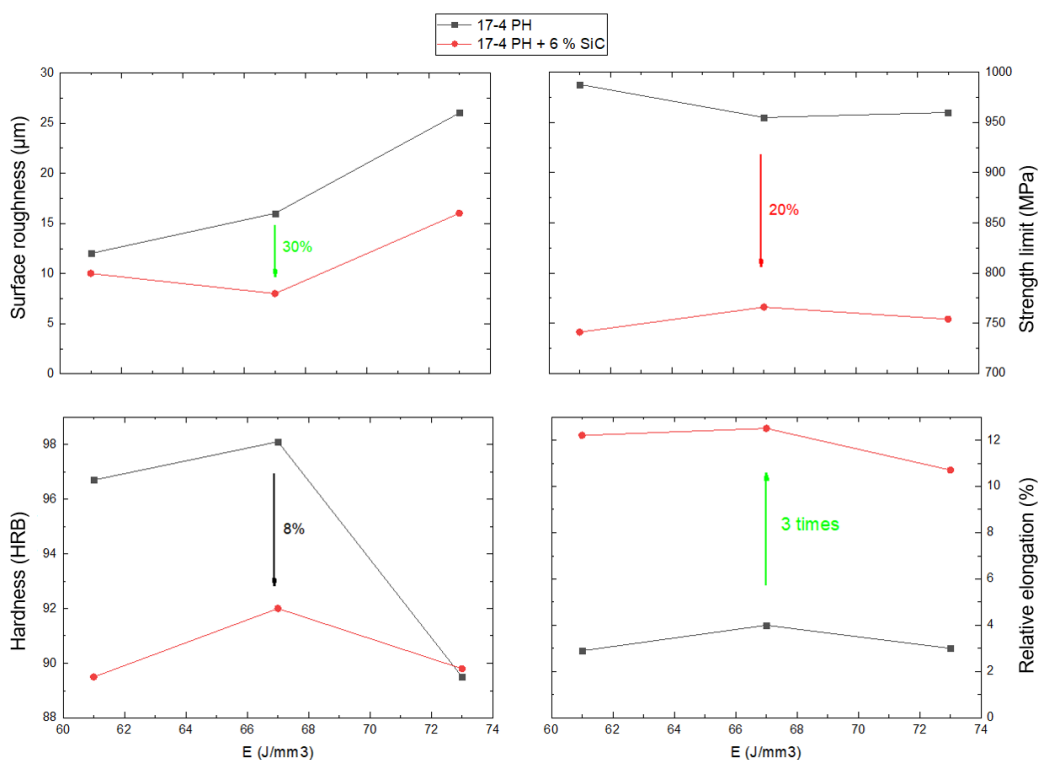 17-4 PH
17-4 PH + 6 % SiC
Surface roughness (µm)
30
25
20
15
10
5
0
30%
Strength limit (MPa)
1000
950
900
850
800
750
700
20%
Hardness (HRB)
98
96
94
92
90
88
8%
60 62 64 66 68 70 72 74
E (J/mm3)
Relative elongation (%)
12
10
8
6
4
2
0
3 times
60 62 64 66 68 70 72 74
E (J/mm3)